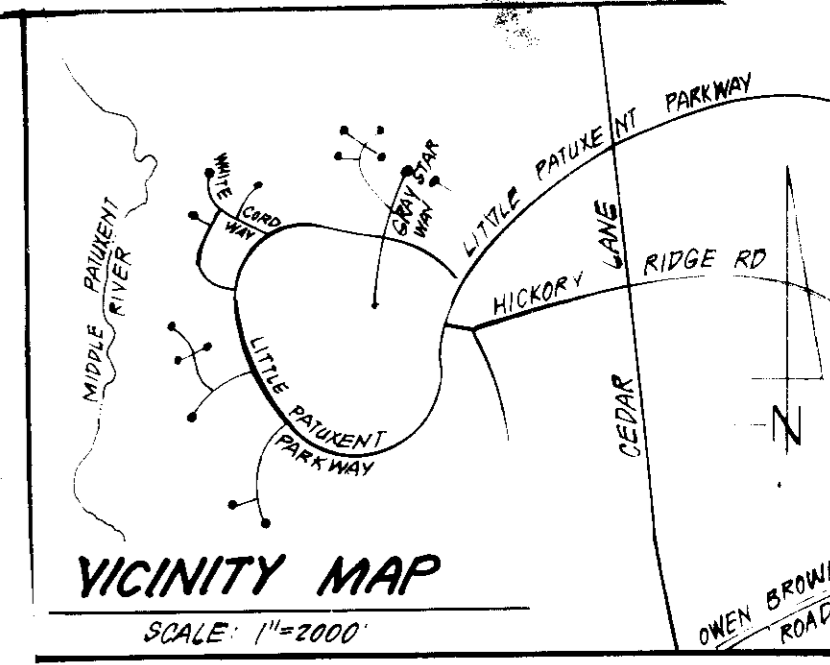 LITTLE PATUXENT PARKWAY
WHITE CORD
WAY
GRAY STAR
WAY
MIDDLE PATUXENT
RIVER
HICKORY RIDGE RD
CEDAR LANE
LITTLE PATUXENT
PARKWAY
N
VICINITY MAP
SCALE: 1"=2000'
OWEN BROWN
ROAD